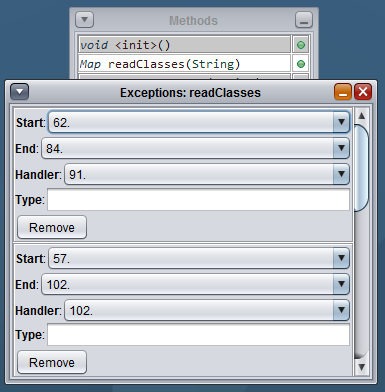 Methods
void <init>()
Map readClasses(String)
Exceptions: readClasses
Start: 62.
End: 84.
Handler: 91.
Type:
Remove
Start: 57.
End: 102.
Handler: 102.
Type:
Remove